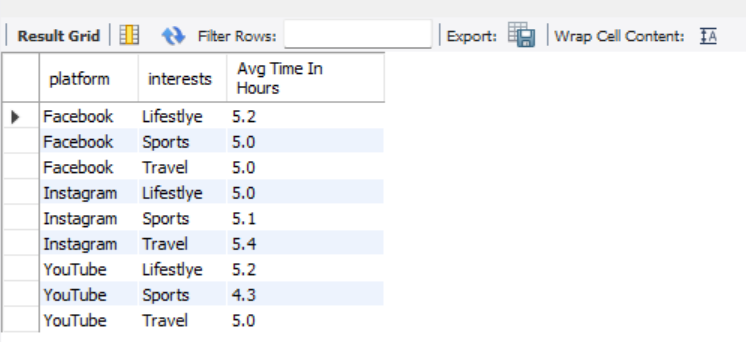 Result Grid Filter Rows: Export: Wrap Cell Content: IA
platform interests Avg Time In Hours
Facebook Lifestlye 5.2
Facebook Sports 5.0
Facebook Travel 5.0
Instagram Lifestlye 5.0
Instagram Sports 5.1
Instagram Travel 5.4
YouTube Lifestlye 5.2
YouTube Sports 4.3
YouTube Travel 5.0